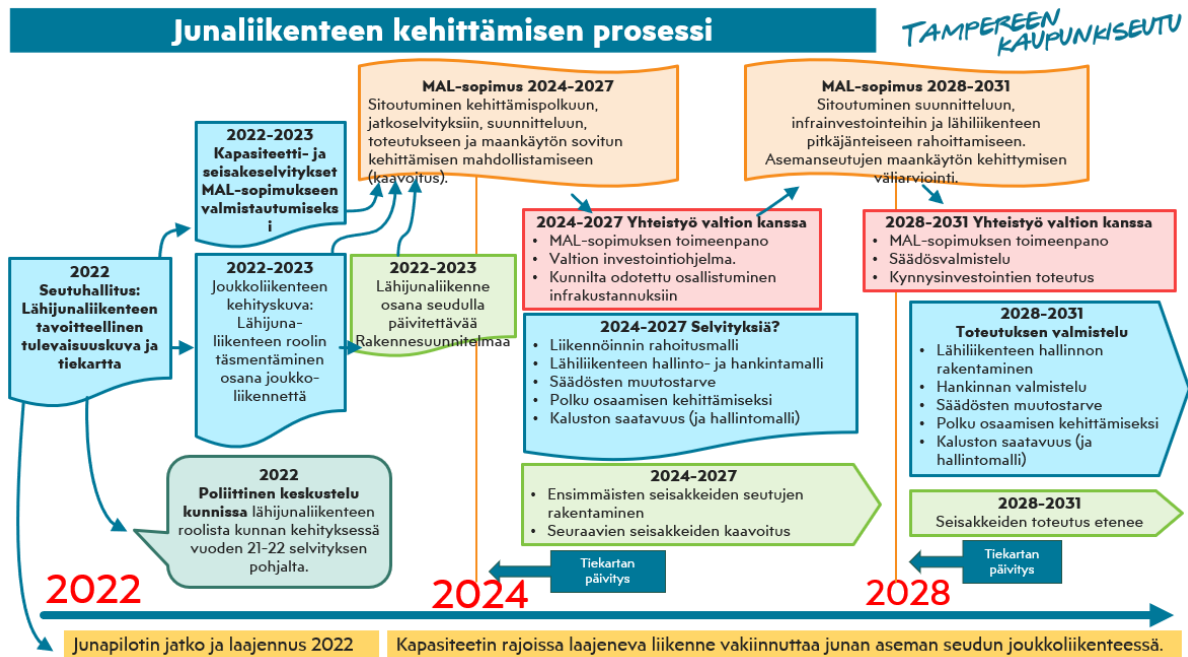 Junaliikenteen kehittämisen prosessi
TAMPEREEN
KAUPUNKISEUTU
MAL-sopimus 2024-2027
Sitoutuminen kehittämispolkuun,
jatkoselvityksiin, suunnitteluun,
toteutukseen ja maankäytön sovitun
kehittämisen mahdollistamiseen
(kaavoitus).
MAL-sopimus 2028-2031
Sitoutuminen suunnitteluun,
infrainvestointeihin ja lähiliikenteen
pitkäjänteiseen rahoittamiseen.
Asemanseutujen maankäytön kehittymisen
väliarviointi.
2022-2023
Kapasiteetti- ja
seisakeselvitykset
MAL-sopimukseen
valmistautumiseks
i
2022
Seutuhallitus:
Lähijunaliikenteen
tavoitteellinen
tulevaisuuskuva ja
tiekartta
2022-2023
Joukkoliikenteen
kehityskuva:
Lähijuna-
liikenteen roolin
täsmentäminen
osana joukko-
liikennettä
2022-2023
Lähijunaliikenne
osana seudulla
päivitettävää
Rakennesuunnitelmaa
2022
Poliittinen keskustelu
kunnissa lähijunaliikenteen
roolista kunnan kehityksessä
vuoden 21-22 selvityksen
pohjalta.
2024-2027 Yhteistyö valtion kanssa
• MAL-sopimuksen toimeenpano
• Valtion investointiohjelma.
• Kunnilta odotettu osallistuminen
infrakustannuksiin
2024-2027 Selvityksiä?
• Liikennöinnin rahoitusmalli
• Lähiliikenteen hallinto- ja hankintamalli
• Säädösten muutostarve
• Polku osaamisen kehittämiseksi
• Kaluston saatavuus (ja hallintomalli)
2024-2027
• Ensimmäisten seisakkeiden seutujen
rakentaminen
• Seuraavien seisakkeiden kaavoitus
Tiekartan
päivitys
2028-2031 Yhteistyö valtion kanssa
• MAL-sopimuksen toimeenpano
• Säädösvalmistelu
• Kynnysinvestointien toteutus
2028-2031
Toteutuksen valmistelu
• Lähiliikenteen hallinnon
rakentaminen
• Hankinnan valmistelu
• Säädösten muutostarve
• Polku osaamisen kehittämiseksi
• Kaluston saatavuus (ja
hallintomalli)
2028-2031
Seisakkeiden toteutus etenee
Tiekartan
päivitys
2022
2024
2028
Junapilotin jatko ja laajennus 2022
Kapasiteetin rajoissa laajeneva liikenne vakiinnuttaa junan aseman seudun joukkoliikenteessä.